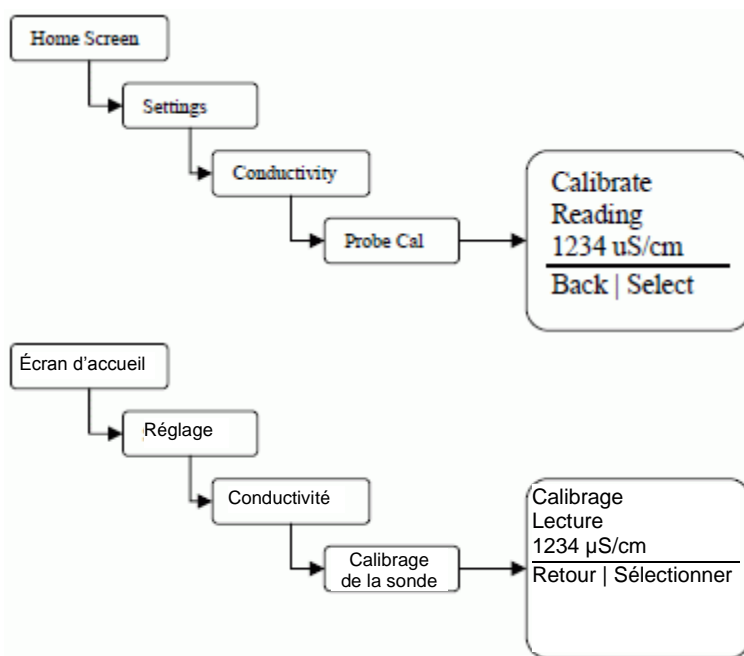 Home Screen
Settings
Conductivity
Probe Cal
Calibrate
Reading
1234 uS/cm
Back | Select
Écran d'accueil
Réglage
Conductivité
Calibrage
de la sonde
Calibrage
Lecture
1234 µS/cm
Retour | Sélectionner